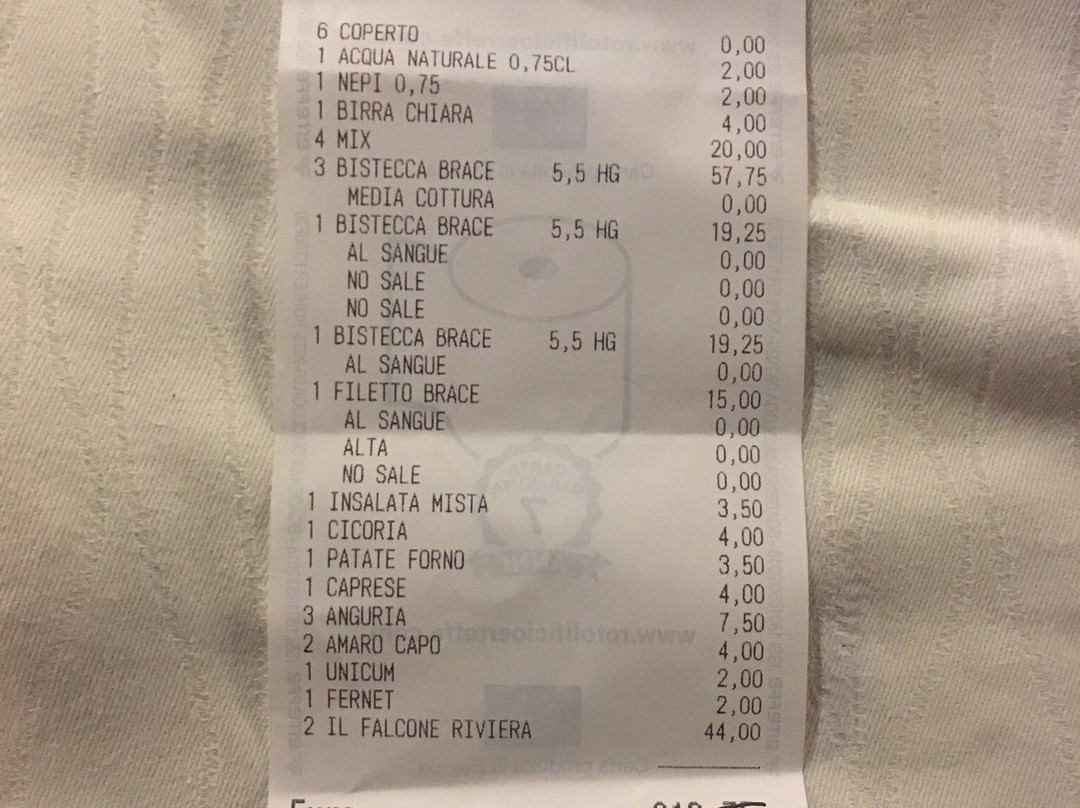 6 COPERTO 0,00
1 ACQUA NATURALE 0,75CL 2,00
1 NEPI 0,75 2,00
1 BIRRA CHIARA 4,00
4 MIX 20,00
3 BISTECCA BRACE 5,5 HG 57,75
MEDIA COTTURA 0,00
1 BISTECCA BRACE 5,5 HG 19,25
AL SANGUE 0,00
NO SALE 0,00
NO SALE 0,00
1 BISTECCA BRACE 5,5 HG 19,25
AL SANGUE 0,00
1 FILETTO BRACE 15,00
AL SANGUE 0,00
ALTA 0,00
NO SALE 0,00
1 INSALATA MISTA 3,50
1 CICORIA 4,00
1 PATATE FORNO 3,50
1 CAPRESE 4,00
3 ANGURIA 7,50
2 AMARO CAPO 4,00
1 UNICUM 2,00
1 FERNET 2,00
2 IL FALCONE RIVIERA 44,00